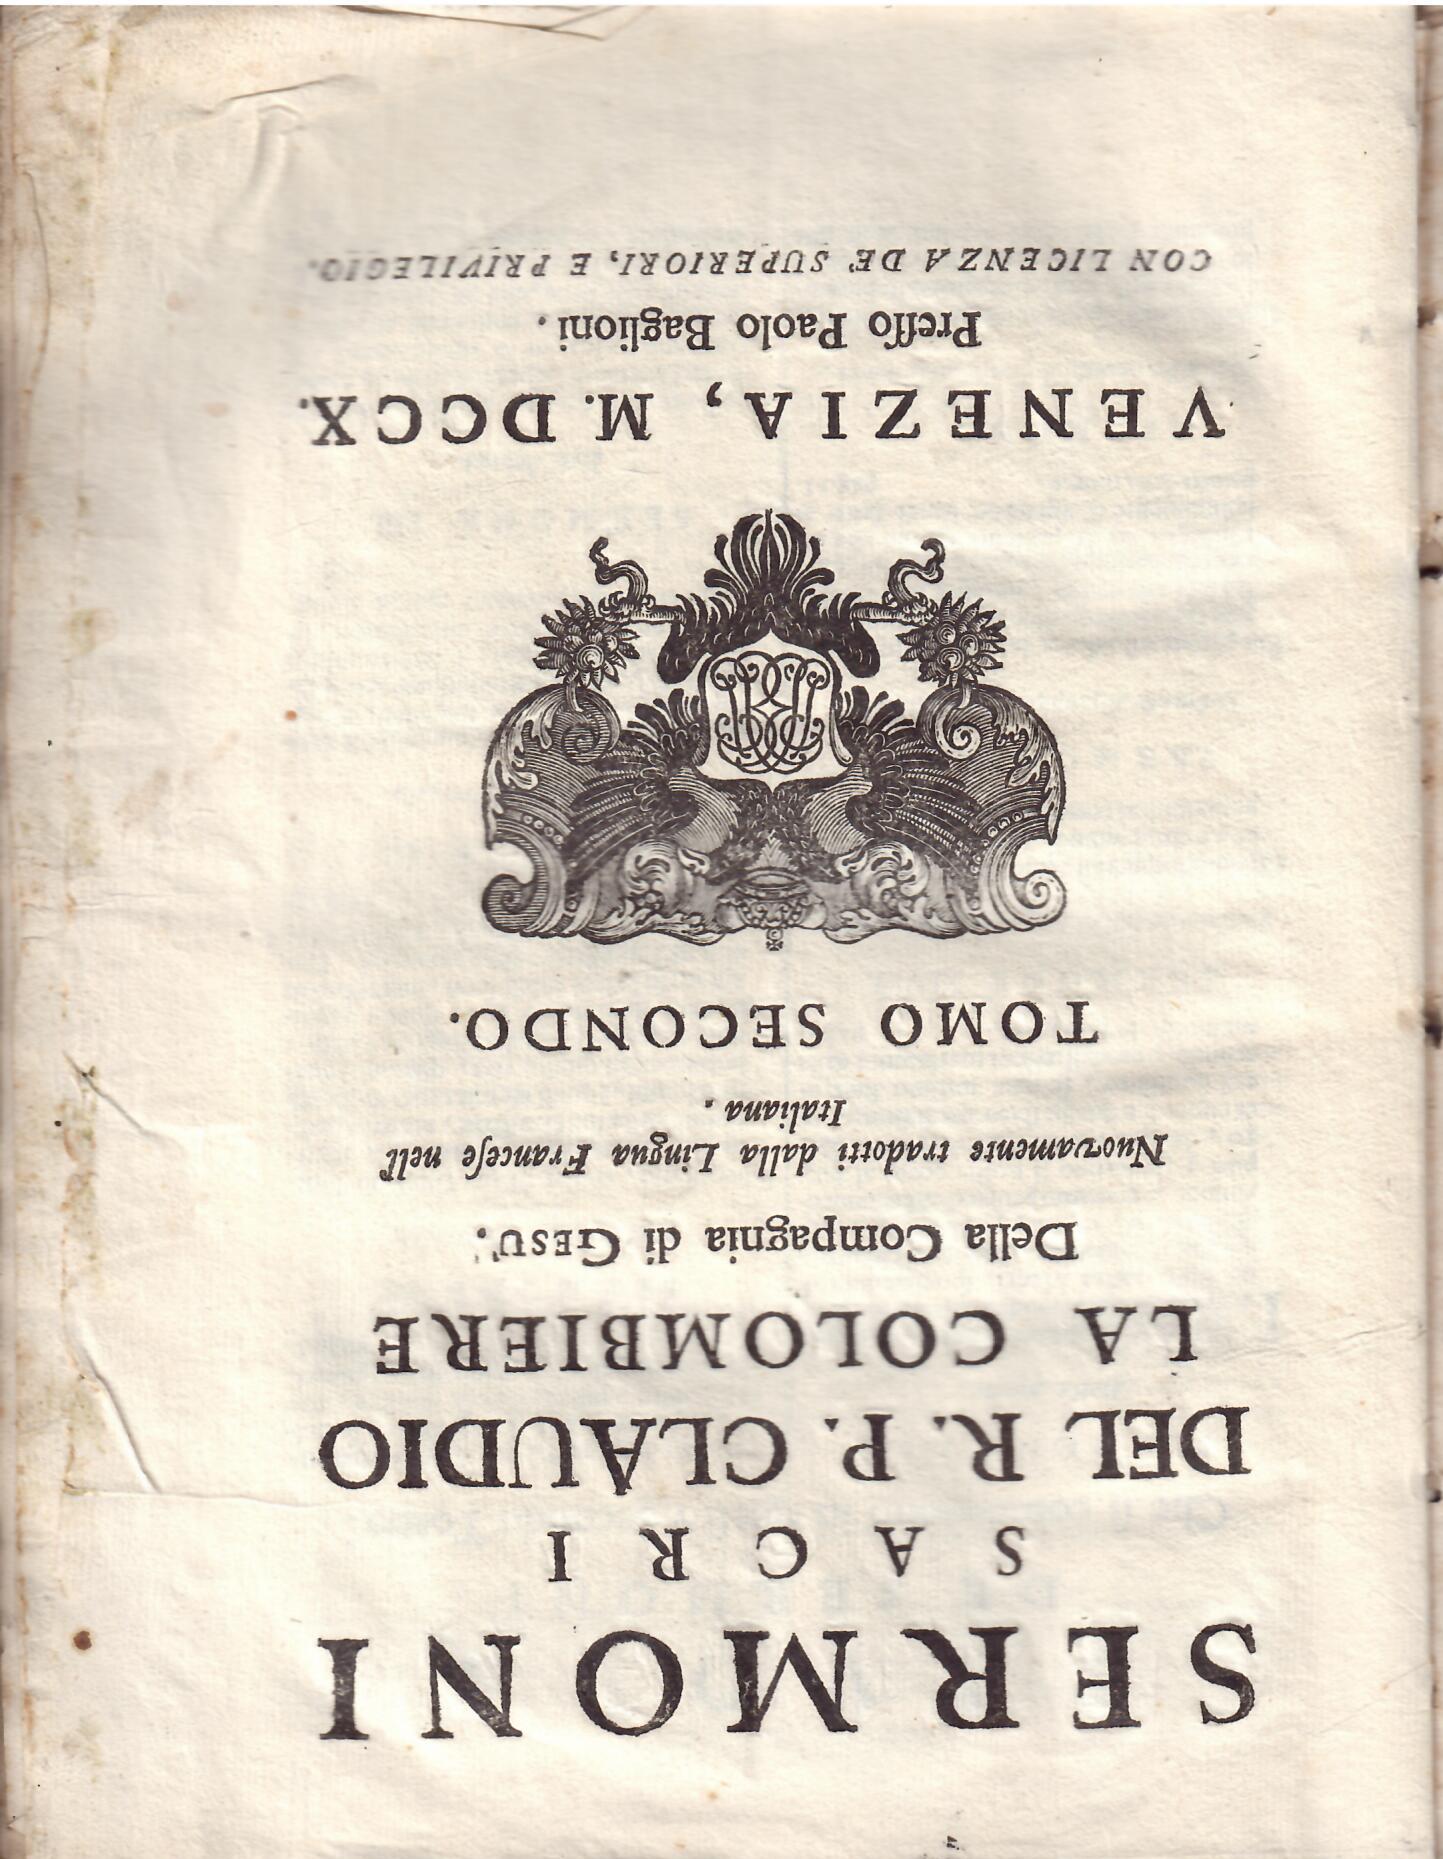 SERMONI
SACRI
DEL R. P. CLAUDIO
LA COLOMBIERE
Della Compagnia di GESU'.
Nuovamente tradotti dalla Lingua Franceſe nell'
Italiana.
TOMO SECONDO.
VENEZIA, M. DCCX.
Preſſo Paolo Baglioni.
CON LICENZA DE' SUPERIORI, E PRIVILEGIO.